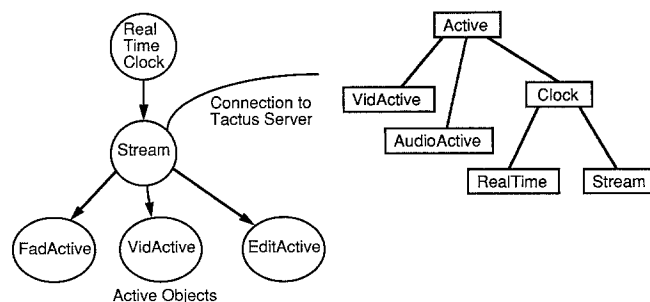 Real
Time
Clock
Connection to
Tactus Server
Stream
FadActive
VidActive
EditActive
Active Objects
Active
VidActive
Clock
AudioActive
RealTime
Stream